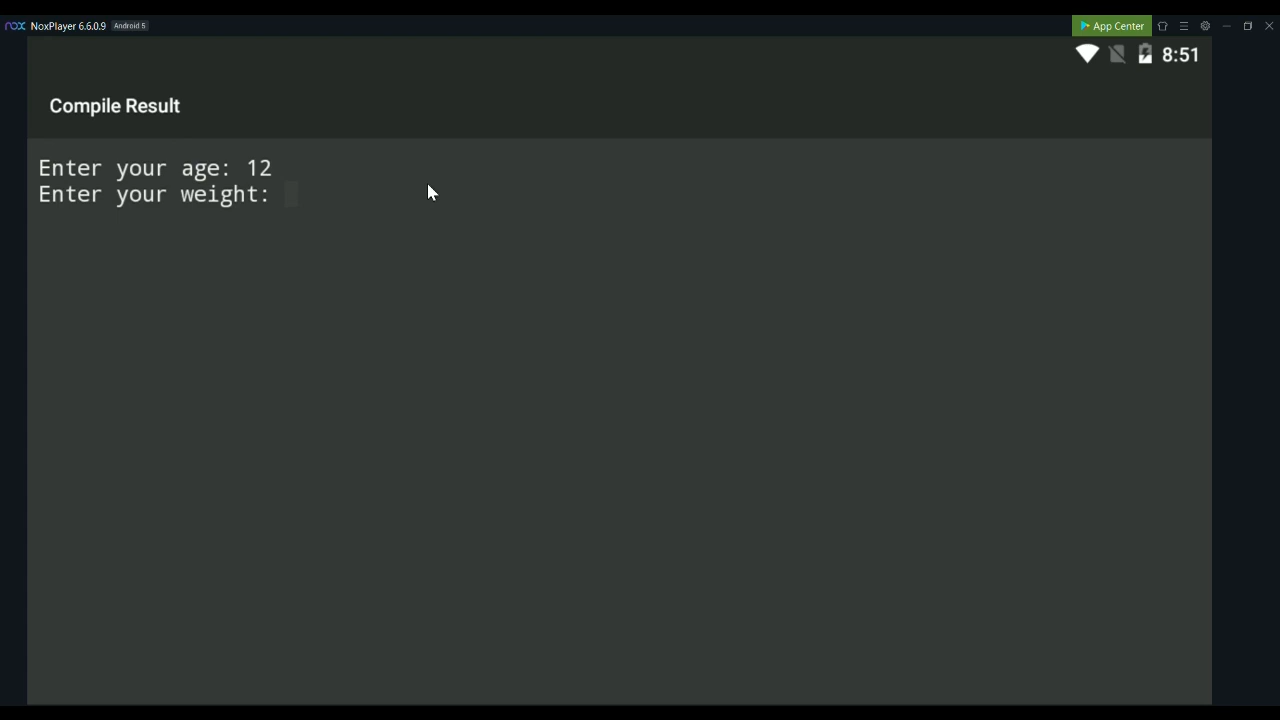 nox NoxPlayer 6.6.0.9 Android 5
App Center
8:51
Compile Result
Enter your age: 12
Enter your weight: